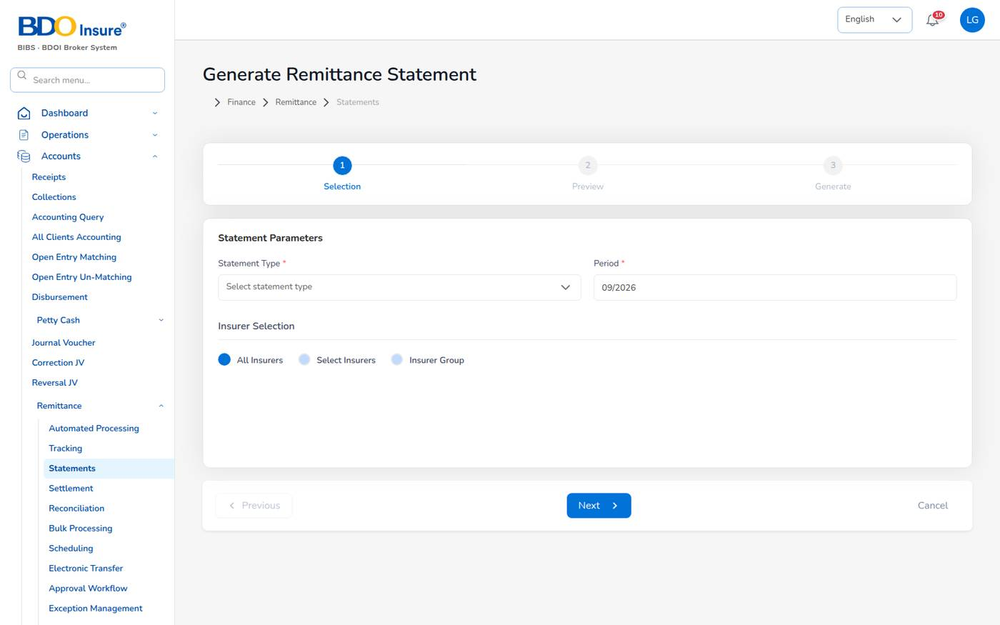 BDO Insure®
BIBS · BDOI Broker System
Search menu...
Dashboard
Operations
Accounts
Receipts
Collections
Accounting Query
All Clients Accounting
Open Entry Matching
Open Entry Un-Matching
Disbursement
Petty Cash
Journal Voucher
Correction JV
Reversal JV
Remittance
Automated Processing
Tracking
Statements
Settlement
Reconciliation
Bulk Processing
Scheduling
Electronic Transfer
Approval Workflow
Exception Management
English
10
LG
Generate Remittance Statement
Finance Remittance Statements
1 2 3
Selection Preview Generate
Statement Parameters
Statement Type * Period *
Select statement type 09/2026
Insurer Selection
All Insurers Select Insurers Insurer Group
Previous Next Cancel